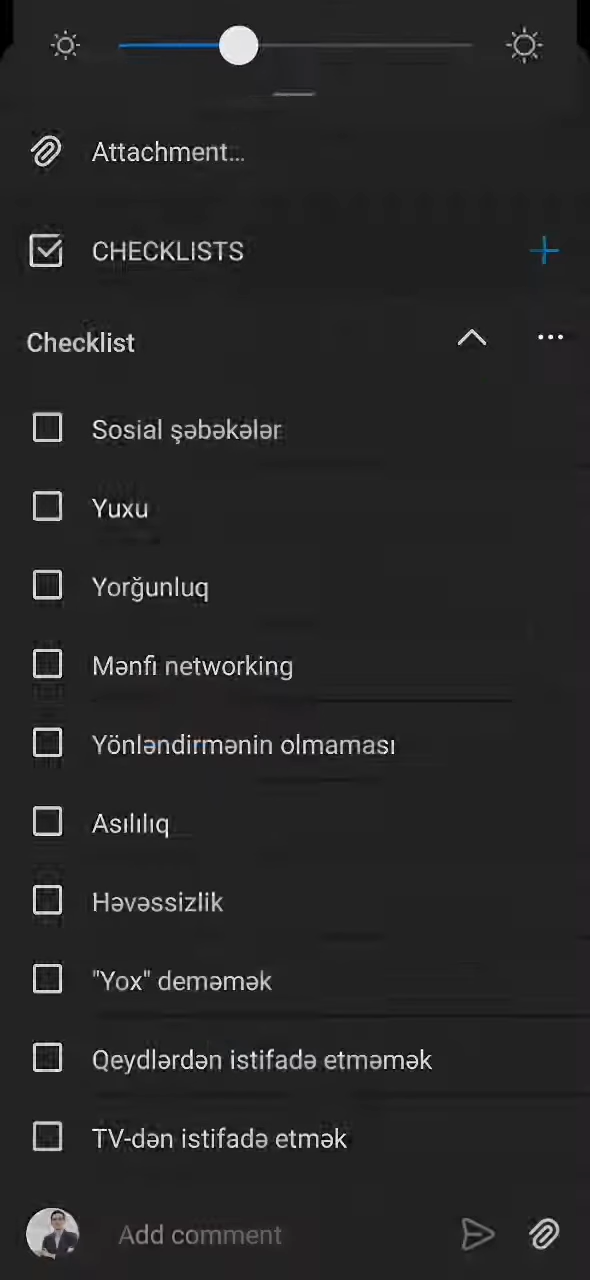 Attachment...
CHECKLISTS
Checklist
Sosial şəbəkələr
Yuxu
Yorğunluq
Mənfi networking
Yönləndirmənin olmaması
Asılılıq
Həvəssizlik
"Yox" deməmək
Qeydlərdən istifadə etməmək
TV-dən istifadə etmək
Add comment